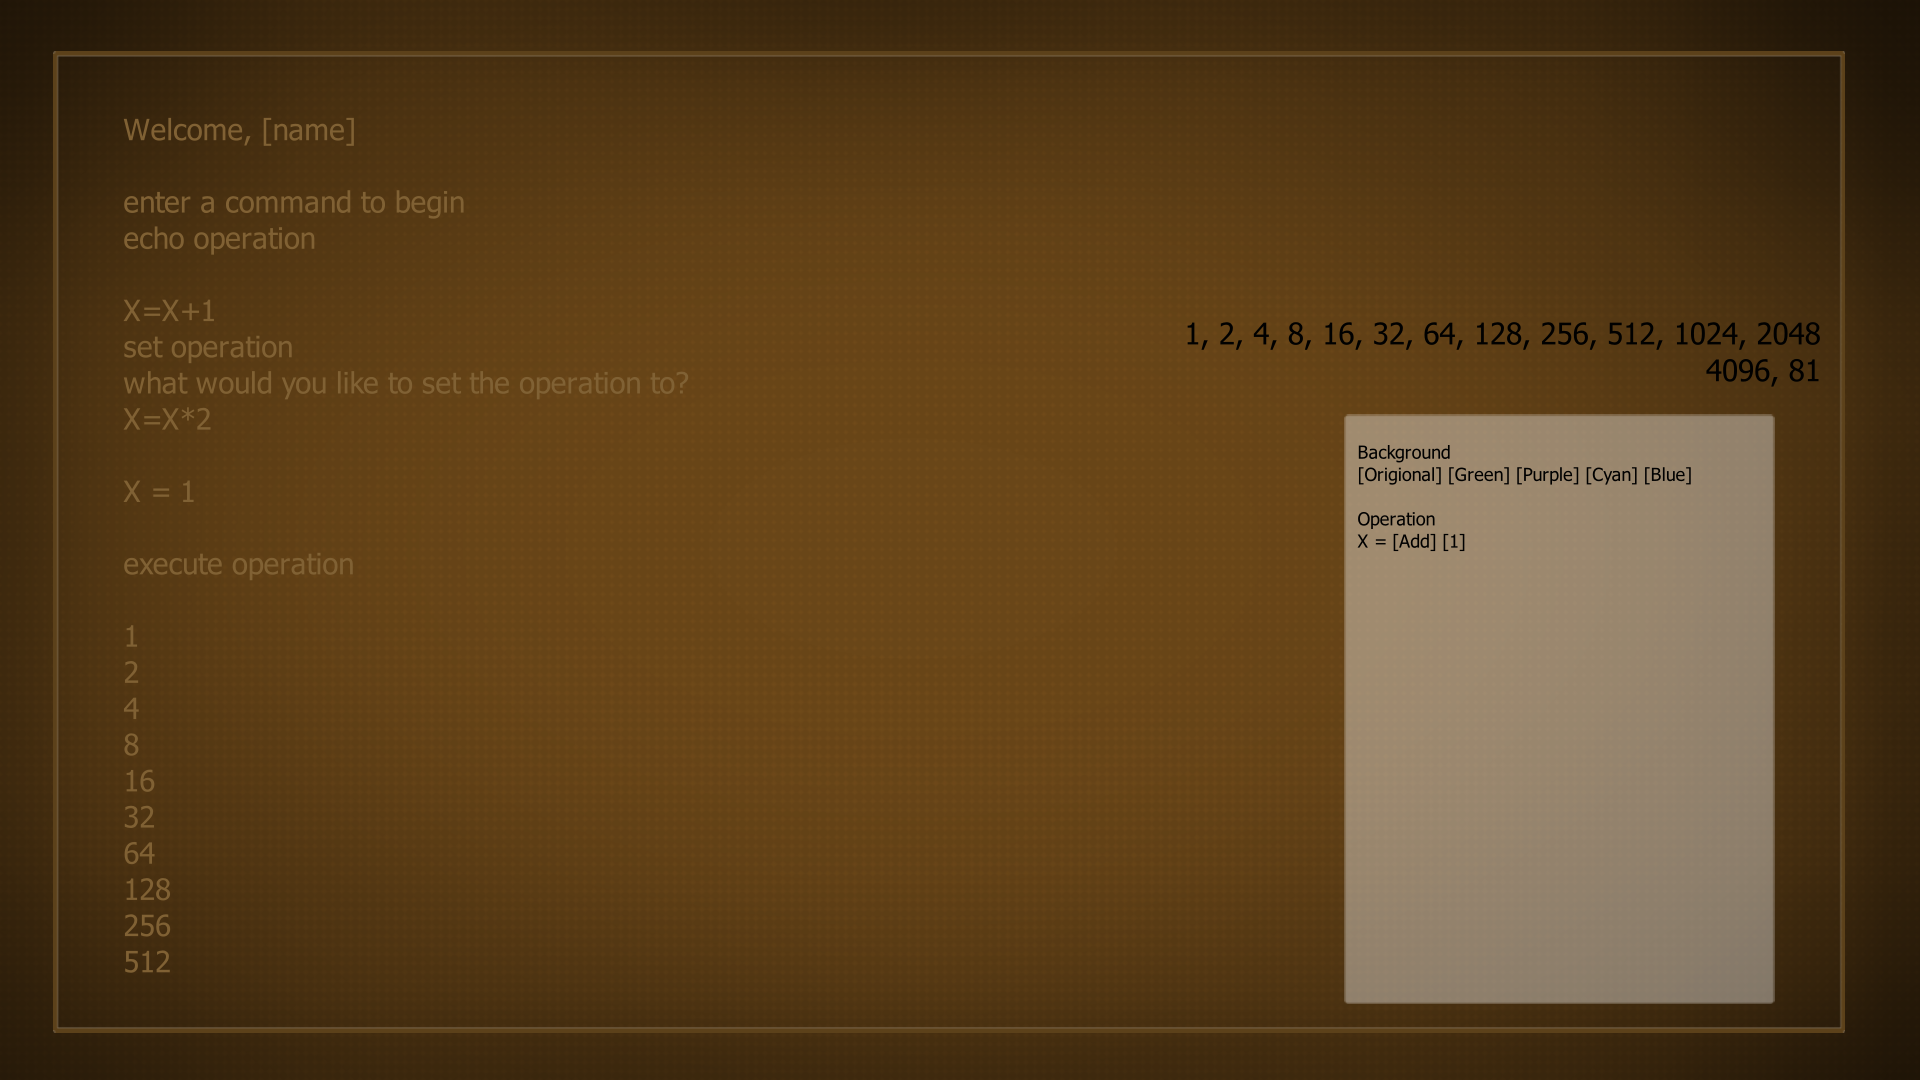 Welcome, [name]
enter a command to begin
echo operation
X=X+1
set operation
what would you like to set the operation to?
X=X*2
X = 1
execute operation
1
2
4
8
16
32
64
128
256
512
1, 2, 4, 8, 16, 32, 64, 128, 256, 512, 1024, 2048
4096, 81
Background
[Origional] [Green] [Purple] [Cyan] [Blue]
Operation
X = [Add] [1]